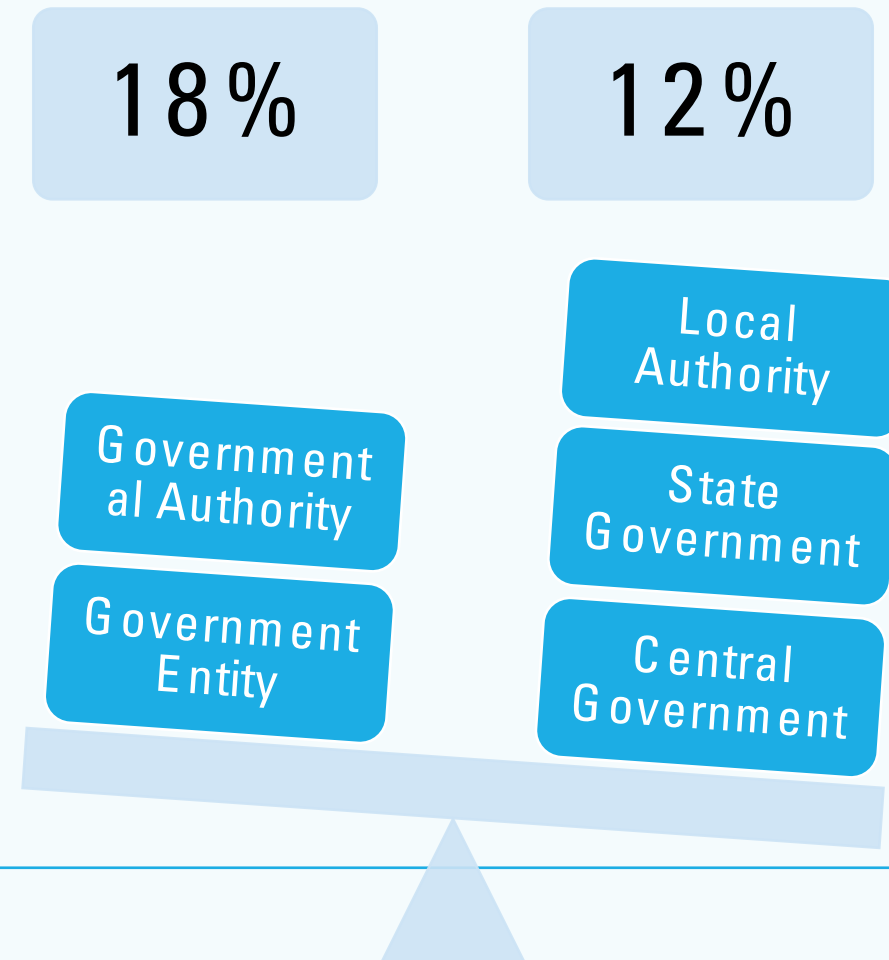 18%
12%
Local
Authority
State
Government
Central
Government
Government
al Authority
Government
Entity